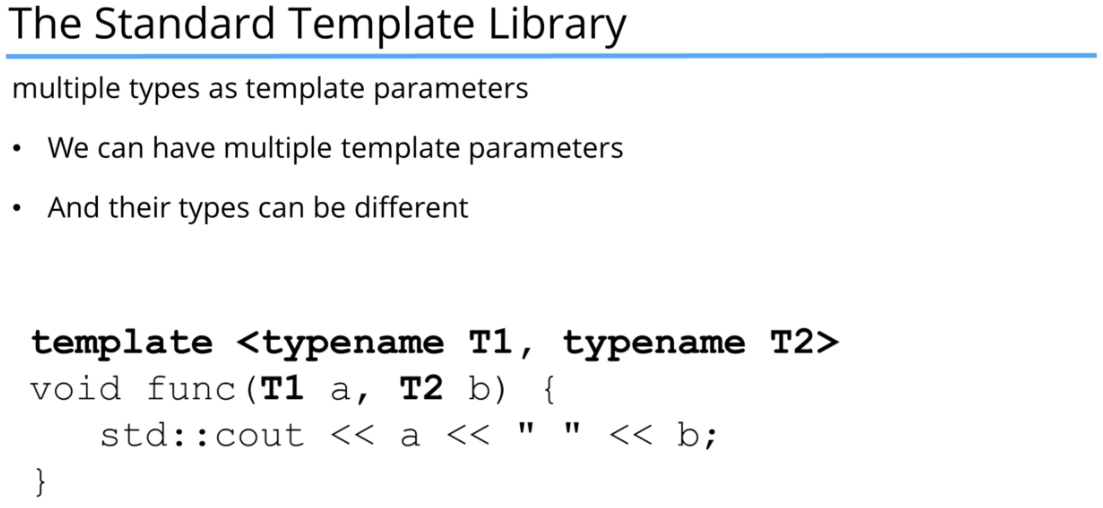 The Standard Template Library
multiple types as template parameters
• We can have multiple template parameters
• And their types can be different
template <typename T1, typename T2>
void func(T1 a, T2 b) {
   std::cout << a << " " << b;
}